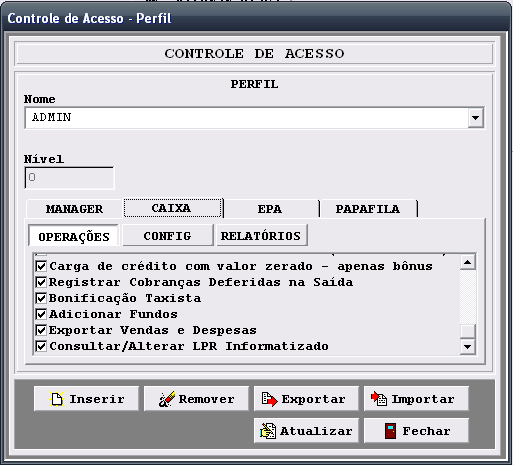 Controle de Acesso - Perfil
CONTROLE DE ACESSO
PERFIL
Nome
ADMIN
Nível
0
MANAGER CAIXA EPA PAPAFILA
OPERAÇÕES CONFIG RELATÓRIOS
Carga de crédito com valor zerado - apenas bônus
Registrar Cobranças Deferidas na Saída
Bonificação Taxista
Adicionar Fundos
Exportar Vendas e Despesas
Consultar/Alterar LPR Informatizado
Inserir Remover Exportar Importar
Atualizar Fechar